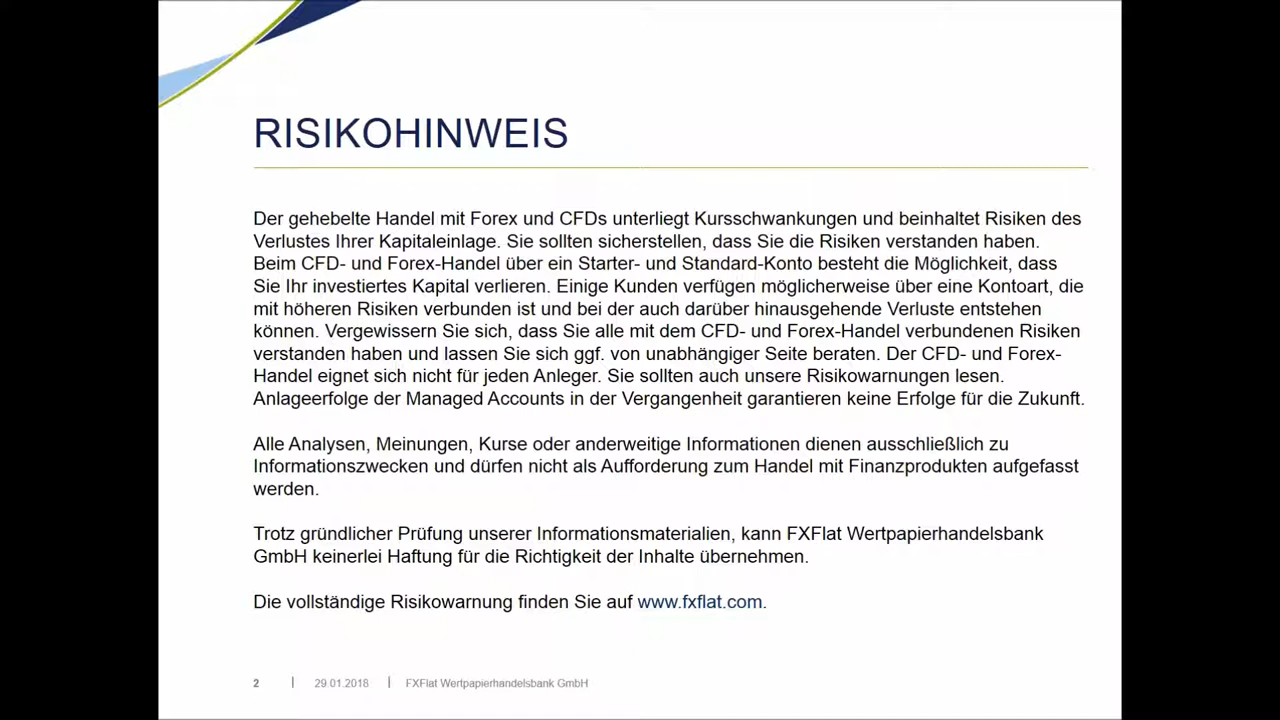 RISIKOHINWEIS
Der gehebelte Handel mit Forex und CFDs unterliegt Kursschwankungen und beinhaltet Risiken des
Verlustes Ihrer Kapitaleinlage. Sie sollten sicherstellen, dass Sie die Risiken verstanden haben.
Beim CFD- und Forex-Handel über ein Starter- und Standard-Konto besteht die Möglichkeit, dass
Sie Ihr investiertes Kapital verlieren. Einige Kunden verfügen möglicherweise über eine Kontoart, die
mit höheren Risiken verbunden ist und bei der auch darüber hinausgehende Verluste entstehen
können. Vergewissern Sie sich, dass Sie alle mit dem CFD- und Forex-Handel verbundenen Risiken
verstanden haben und lassen Sie sich ggf. von unabhängiger Seite beraten. Der CFD- und Forex-
Handel eignet sich nicht für jeden Anleger. Sie sollten auch unsere Risikowarnungen lesen.
Anlageerfolge der Managed Accounts in der Vergangenheit garantieren keine Erfolge für die Zukunft.
Alle Analysen, Meinungen, Kurse oder anderweitige Informationen dienen ausschließlich zu
Informationszwecken und dürfen nicht als Aufforderung zum Handel mit Finanzprodukten aufgefasst
werden.
Trotz gründlicher Prüfung unserer Informationsmaterialien, kann FXFlat Wertpapierhandelsbank
GmbH keinerlei Haftung für die Richtigkeit der Inhalte übernehmen.
Die vollständige Risikowarnung finden Sie auf www.fxflat.com.
2 | 29.01.2018 | FXFlat Wertpapierhandelsbank GmbH